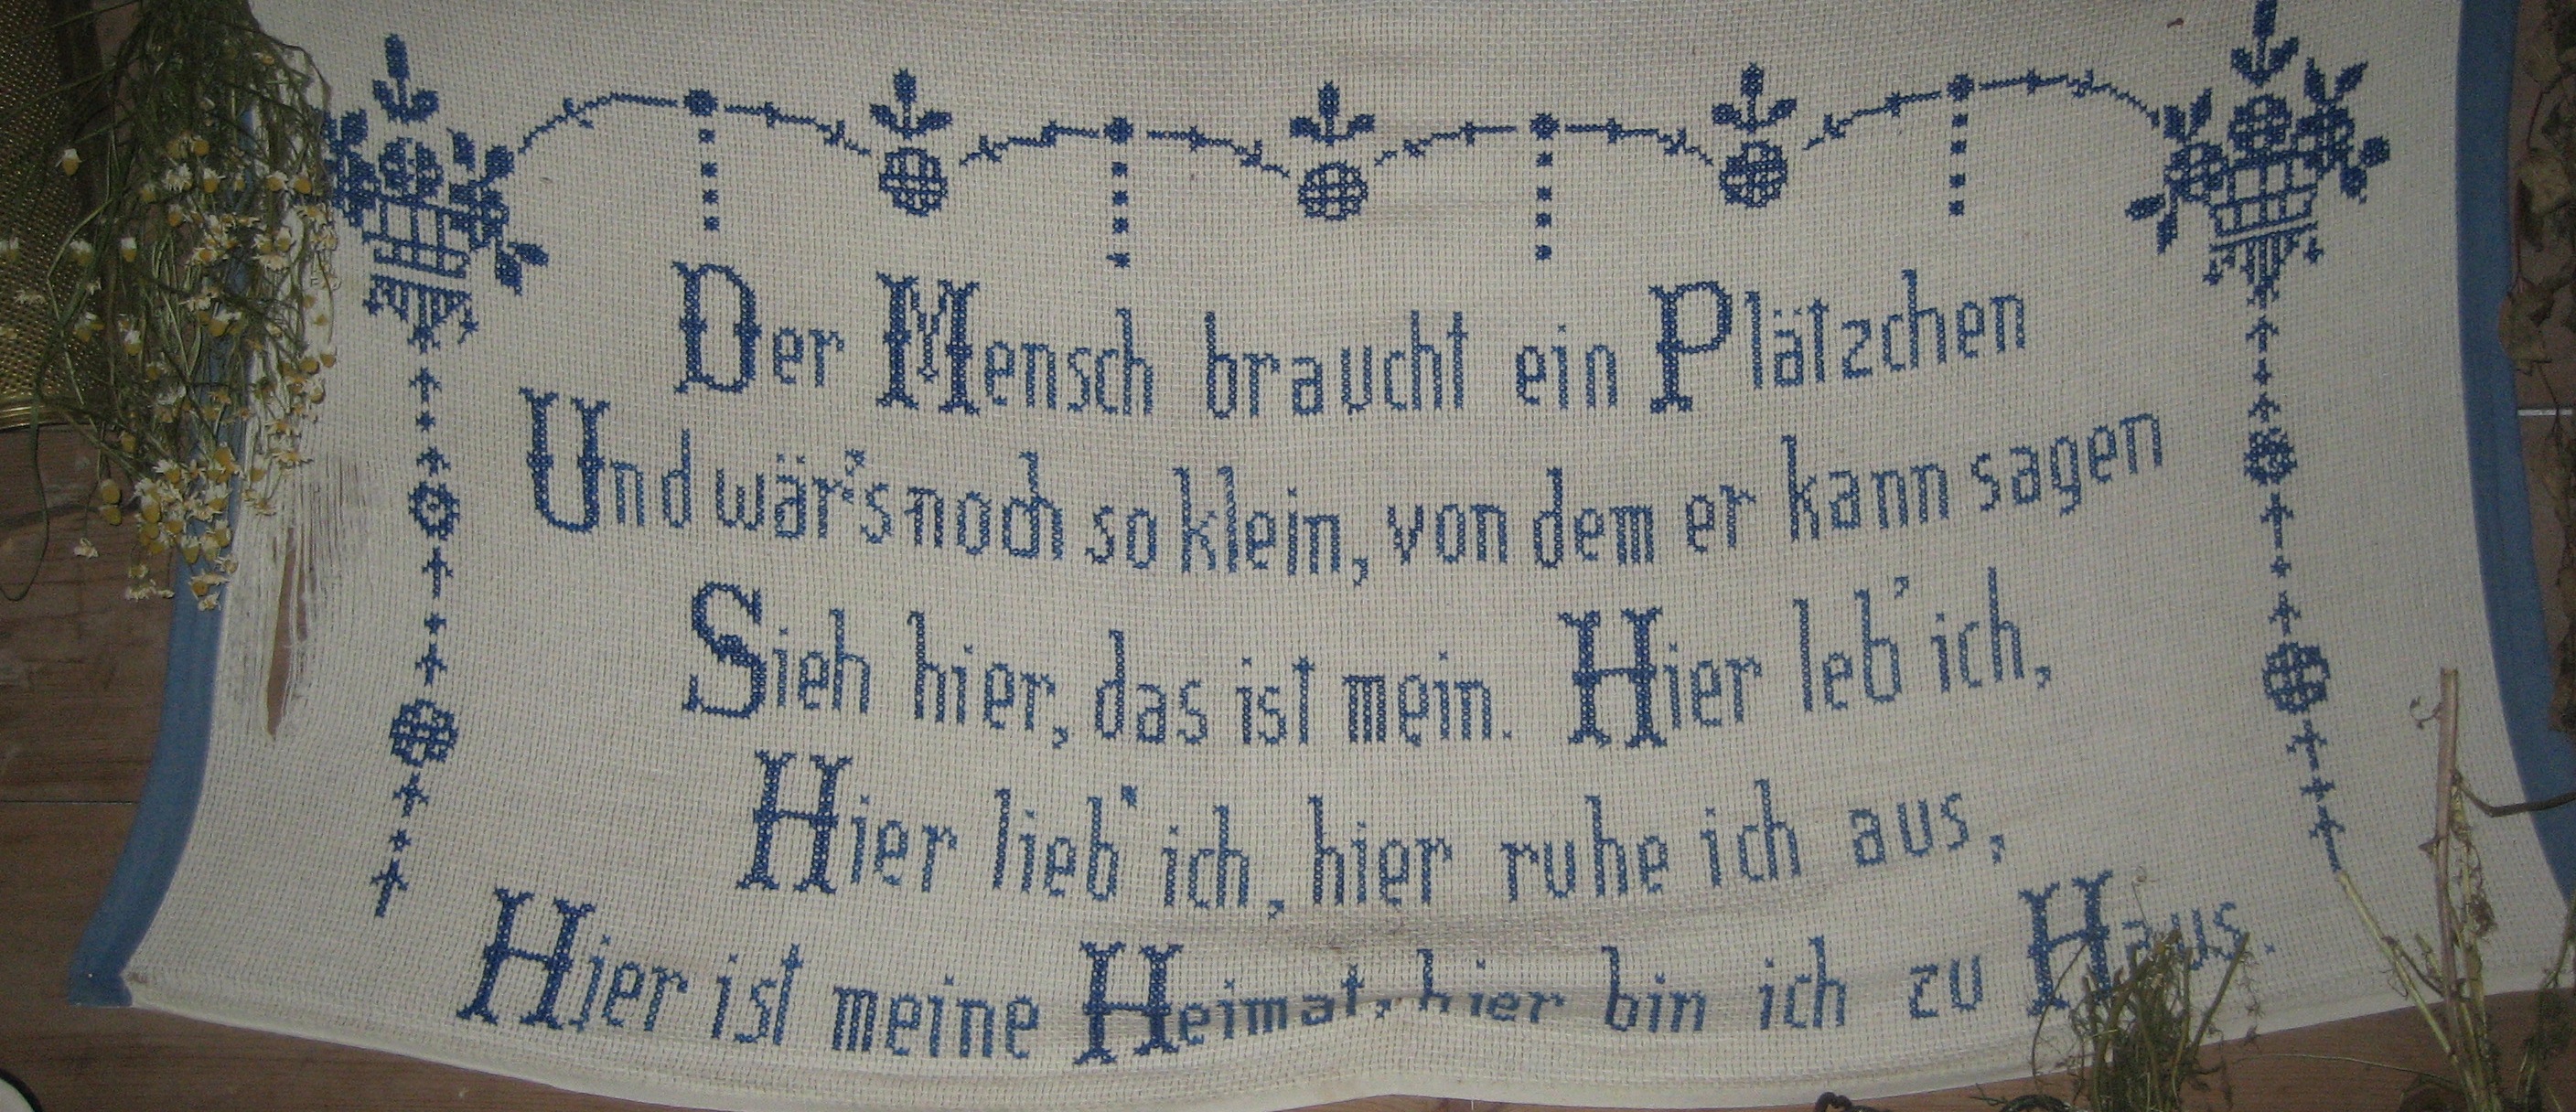 Der Mensch braucht ein Plätzchen
Und wär's noch so klein, von dem er kann sagen
Sieh hier, das ist mein. Hier leb' ich,
Hier lieb' ich, hier ruhe ich aus,
Hier ist meine Heimat, hier bin ich zu Haus.